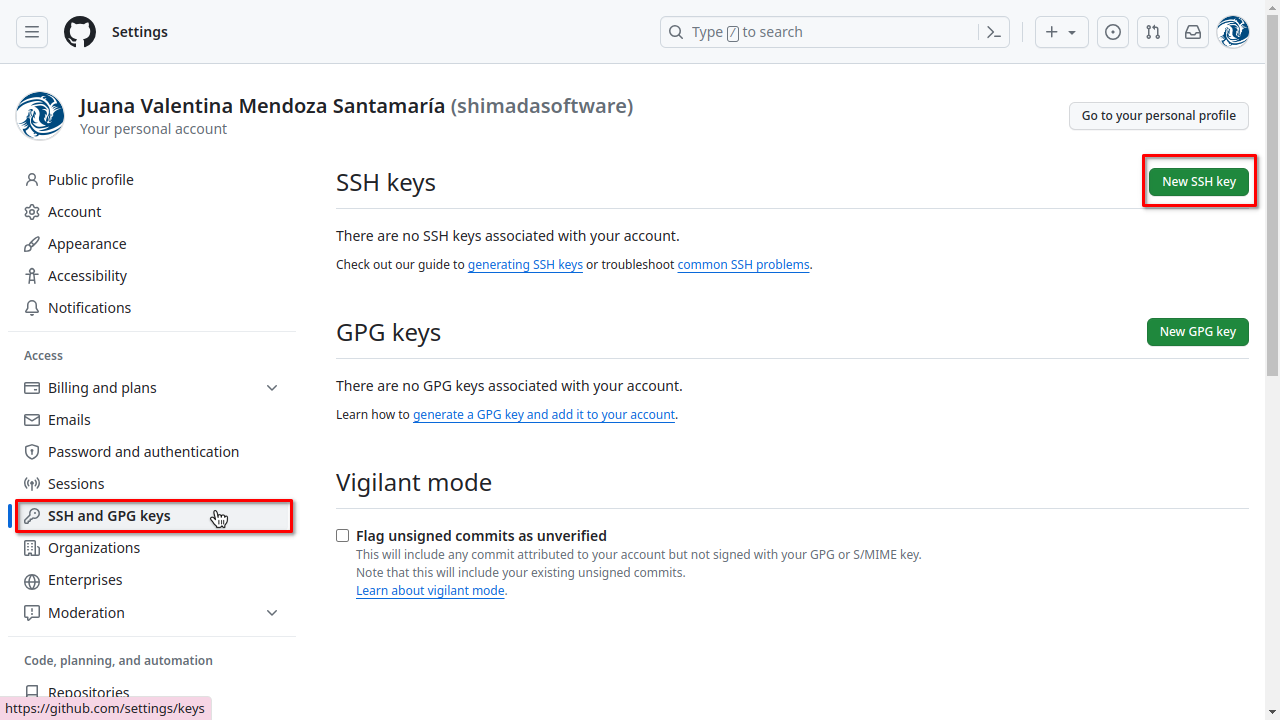 Settings
Type / to search
Juana Valentina Mendoza Santamaría (shimadasoftware)
Your personal account
Go to your personal profile
Public profile
Account
Appearance
Accessibility
Notifications
Access
Billing and plans
Emails
Password and authentication
Sessions
SSH and GPG keys
Organizations
Enterprises
Moderation
Code, planning, and automation
Repositories
https://github.com/settings/keys
SSH keys
New SSH key
There are no SSH keys associated with your account.
Check out our guide to generating SSH keys or troubleshoot common SSH problems.
GPG keys
New GPG key
There are no GPG keys associated with your account.
Learn how to generate a GPG key and add it to your account.
Vigilant mode
Flag unsigned commits as unverified
This will include any commit attributed to your account but not signed with your GPG or S/MIME key.
Note that this will include your existing unsigned commits.
Learn about vigilant mode.